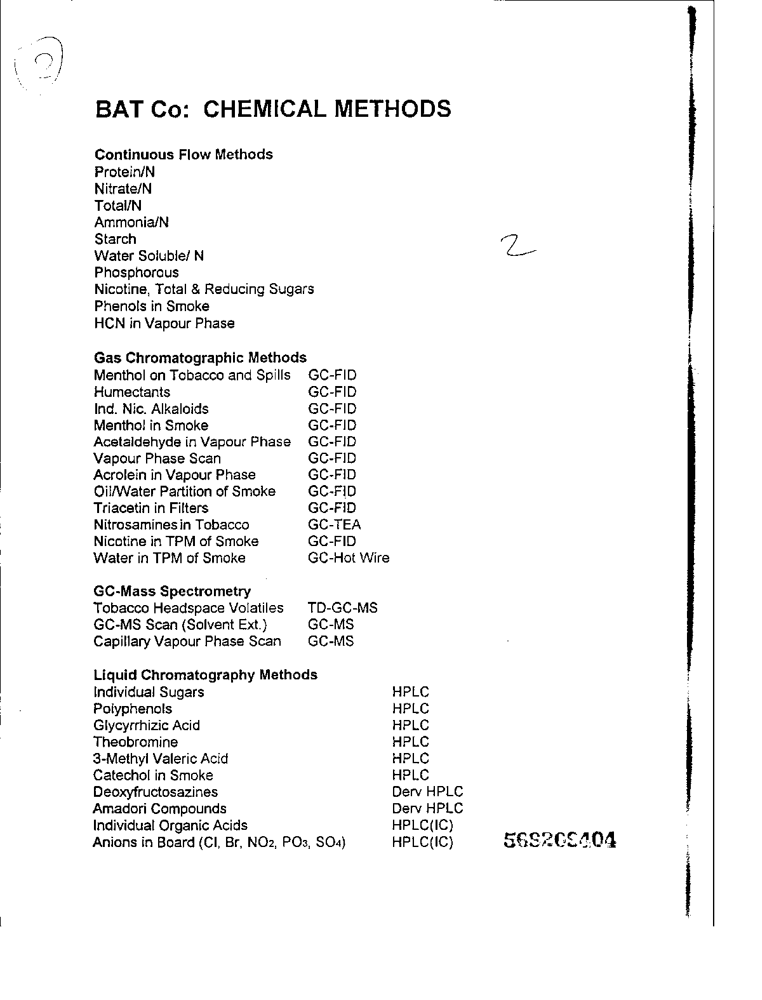 2
BAT Co: CHEMICAL METHODS
Continuous Flow Methods
Protein/N
Nitrate/N
Total/N
Ammonia/N
Starch
2
Water Soluble/ N
Phosphorous
Nicotine, Total & Reducing Sugars
Phenols in Smoke
HCN in Vapour Phase
Gas Chromatographic Methods
Menthol on Tobacco and Spills GC-FID
Humectants GC-FID
Ind. Nic. Alkaloids GC-FID
Menthol in Smoke GC-FID
Acetaldehyde in Vapour Phase GC-FID
Vapour Phase Scan GC-FID
Acrolein in Vapour Phase GC-FID
Oil/Water Partition of Smoke GC-FID
Triacetin in Filters GC-FID
Nitrosamines in Tobacco GC-TEA
Nicotine in TPM of Smoke GC-FID
Water in TPM of Smoke GC-Hot Wire
GC-Mass Spectrometry
Tobacco Headspace Volatiles TD-GC-MS
GC-MS Scan (Solvent Ext.) GC-MS
Capillary Vapour Phase Scan GC-MS
Liquid Chromatography Methods
Individual Sugars HPLC
Polyphenols HPLC
Glycyrrhizic Acid HPLC
Theobromine HPLC
3-Methyl Valeric Acid HPLC
Catechol in Smoke HPLC
Deoxyfructosazines Derv HPLC
Amadori Compounds Derv HPLC
Individual Organic Acids HPLC(IC)
Anions in Board (Cl, Br, NO2, PO3, SO4) HPLC(IC)